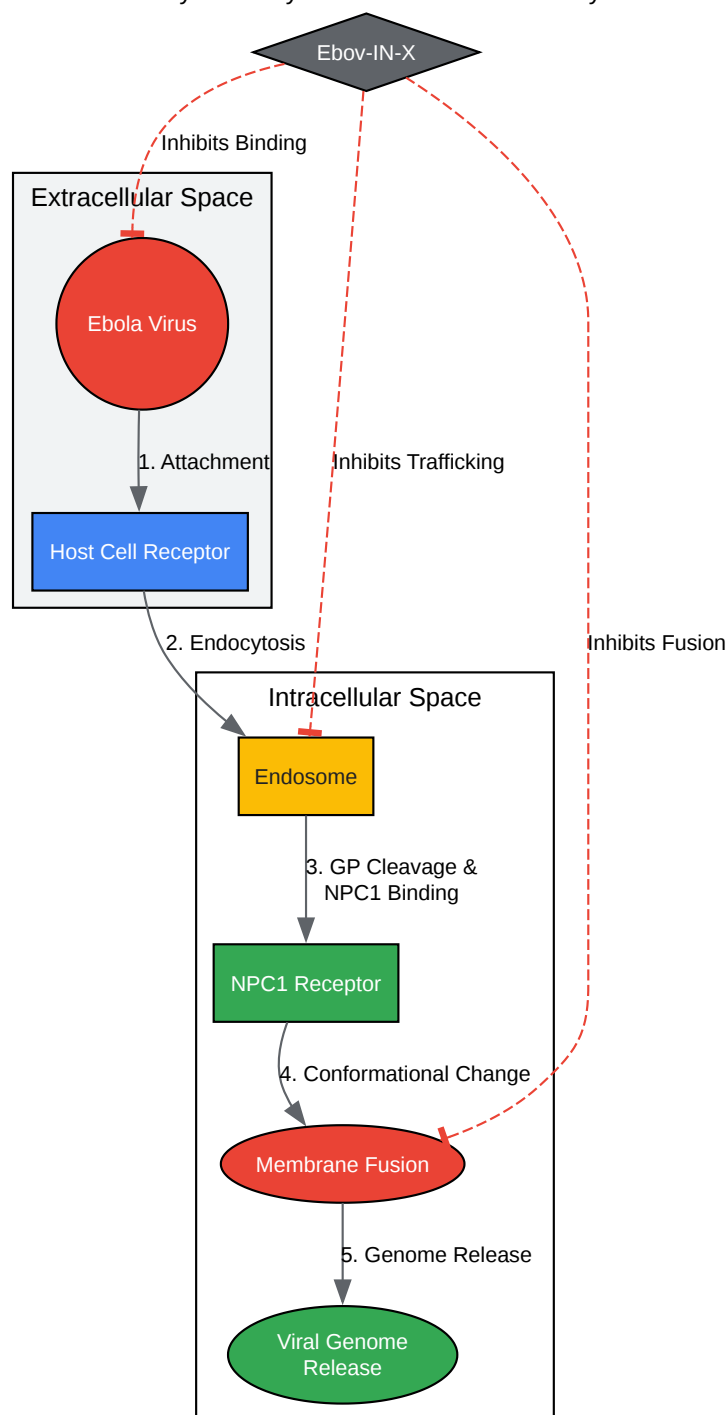 Ebov-IN-X
Inhibits Binding
Extracellular Space
Ebola Virus
1. Attachment
Inhibits Trafficking
Host Cell Receptor
2. Endocytosis
Inhibits Fusion
Intracellular Space
Endosome
3. GP Cleavage &
NPC1 Binding
NPC1 Receptor
4. Conformational Change
Membrane Fusion
5. Genome Release
Viral Genome
Release